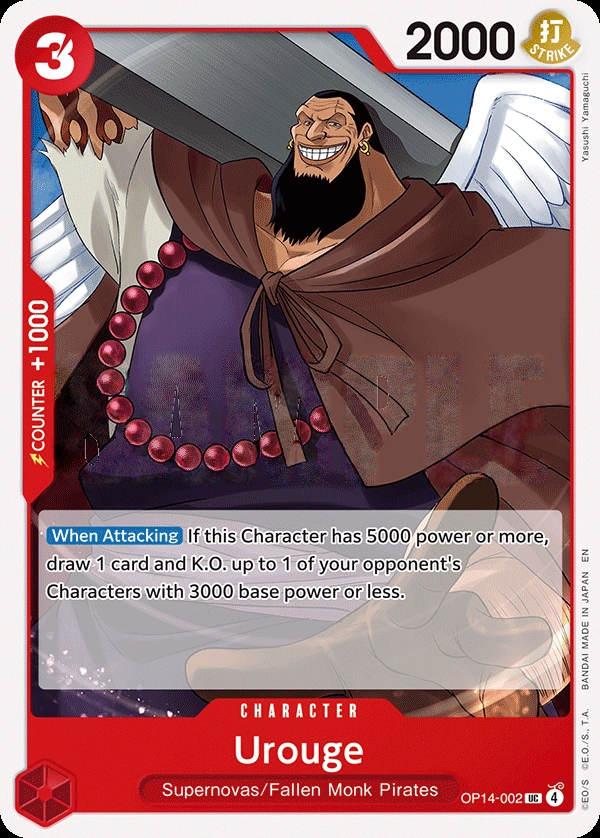 3
2000
打
STRIKE
Yasushi Yamaguchi
COUNTER +1000
SAMPLE
When Attacking If this Character has 5000 power or more,
draw 1 card and K.O. up to 1 of your opponent's
Characters with 3000 base power or less.
CHARACTER
Urouge
Supernovas/Fallen Monk Pirates
OP14-002 UC 4
©E.O/S ©E.O./S., T.A. BANDAI MADE IN JAPAN EN